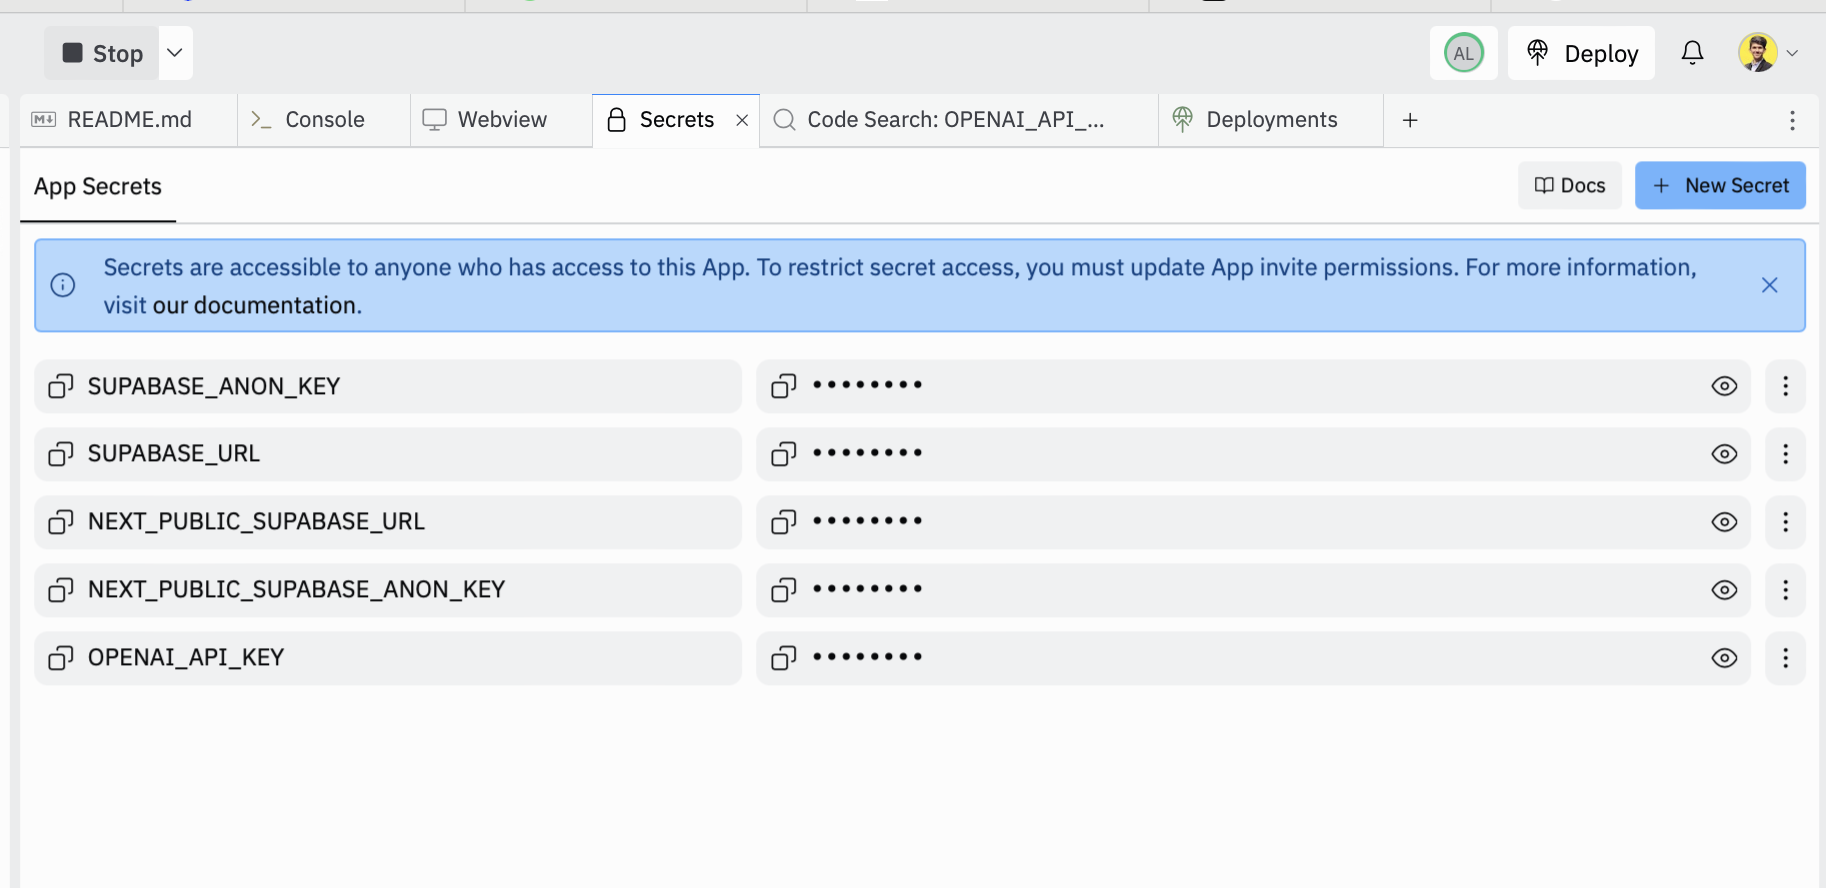 Stop
AL
Deploy
README.md
Console
Webview
Secrets
Code Search: OPENAI_API_...
Deployments
App Secrets
Docs
New Secret
Secrets are accessible to anyone who has access to this App. To restrict secret access, you must update App invite permissions. For more information,
visit our documentation.
SUPABASE_ANON_KEY ••••••••
SUPABASE_URL ••••••••
NEXT_PUBLIC_SUPABASE_URL ••••••••
NEXT_PUBLIC_SUPABASE_ANON_KEY ••••••••
OPENAI_API_KEY ••••••••